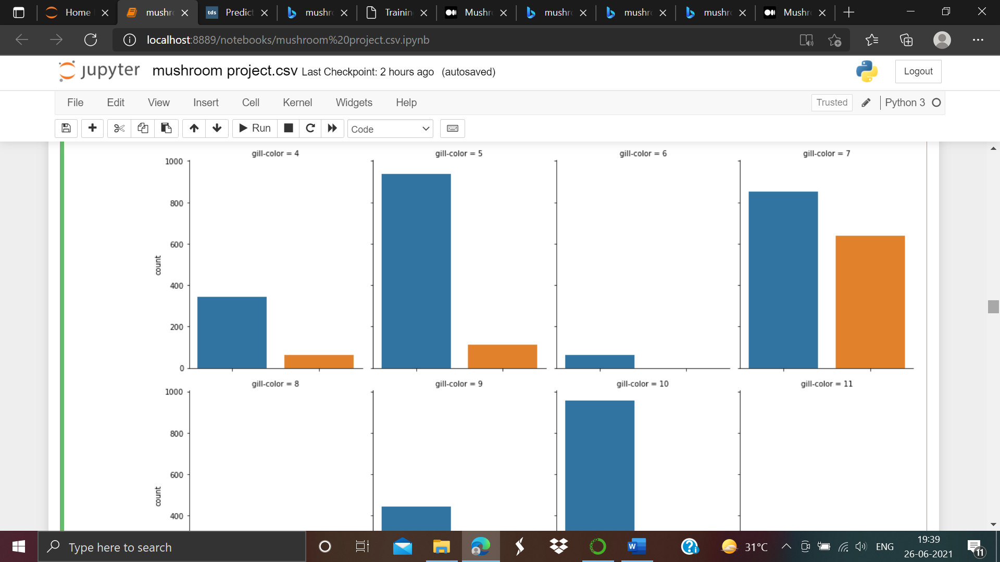 Home
mushr
tds Predict
mushr
Trainin
Mushr
mushr
mushr
mushr
Mushr
localhost:8889/notebooks/mushroom%20project.csv.ipynb
jupyter mushroom project.csv Last Checkpoint: 2 hours ago (autosaved)
Logout
File Edit View Insert Cell Kernel Widgets Help
Trusted Python 3
Run Code
gill-color = 4 gill-color = 5 gill-color = 6 gill-color = 7
1000
800
600
count
400
200
0
gill-color = 8 gill-color = 9 gill-color = 10 gill-color = 11
1000
800
600
count
400
Type here to search
W
31°C
ENG
19:39
26-06-2021
11